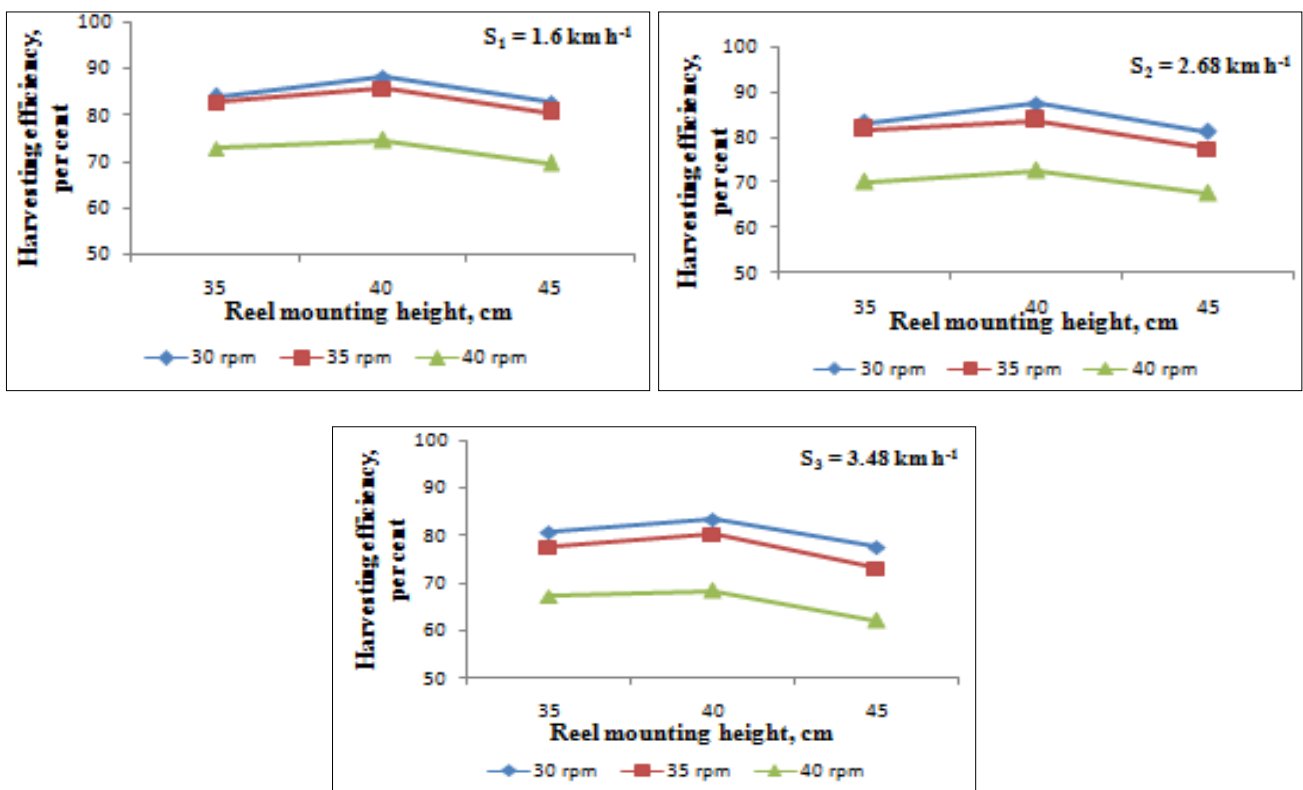 S₁ = 1.6 km h⁻¹
Harvesting efficiency,
per cent
100
90
80
70
60
50
35 40 45
Reel mounting height, cm
30 rpm 35 rpm 40 rpm
S₂ = 2.68 km h⁻¹
Harvesting efficiency,
per cent
100
90
80
70
60
50
35 40 45
Reel mounting height, cm
30 rpm 35 rpm 40 rpm
S₃ = 3.48 km h⁻¹
Harvesting efficiency,
per cent
100
90
80
70
60
50
35 40 45
Reel mounting height, cm
30 rpm 35 rpm 40 rpm